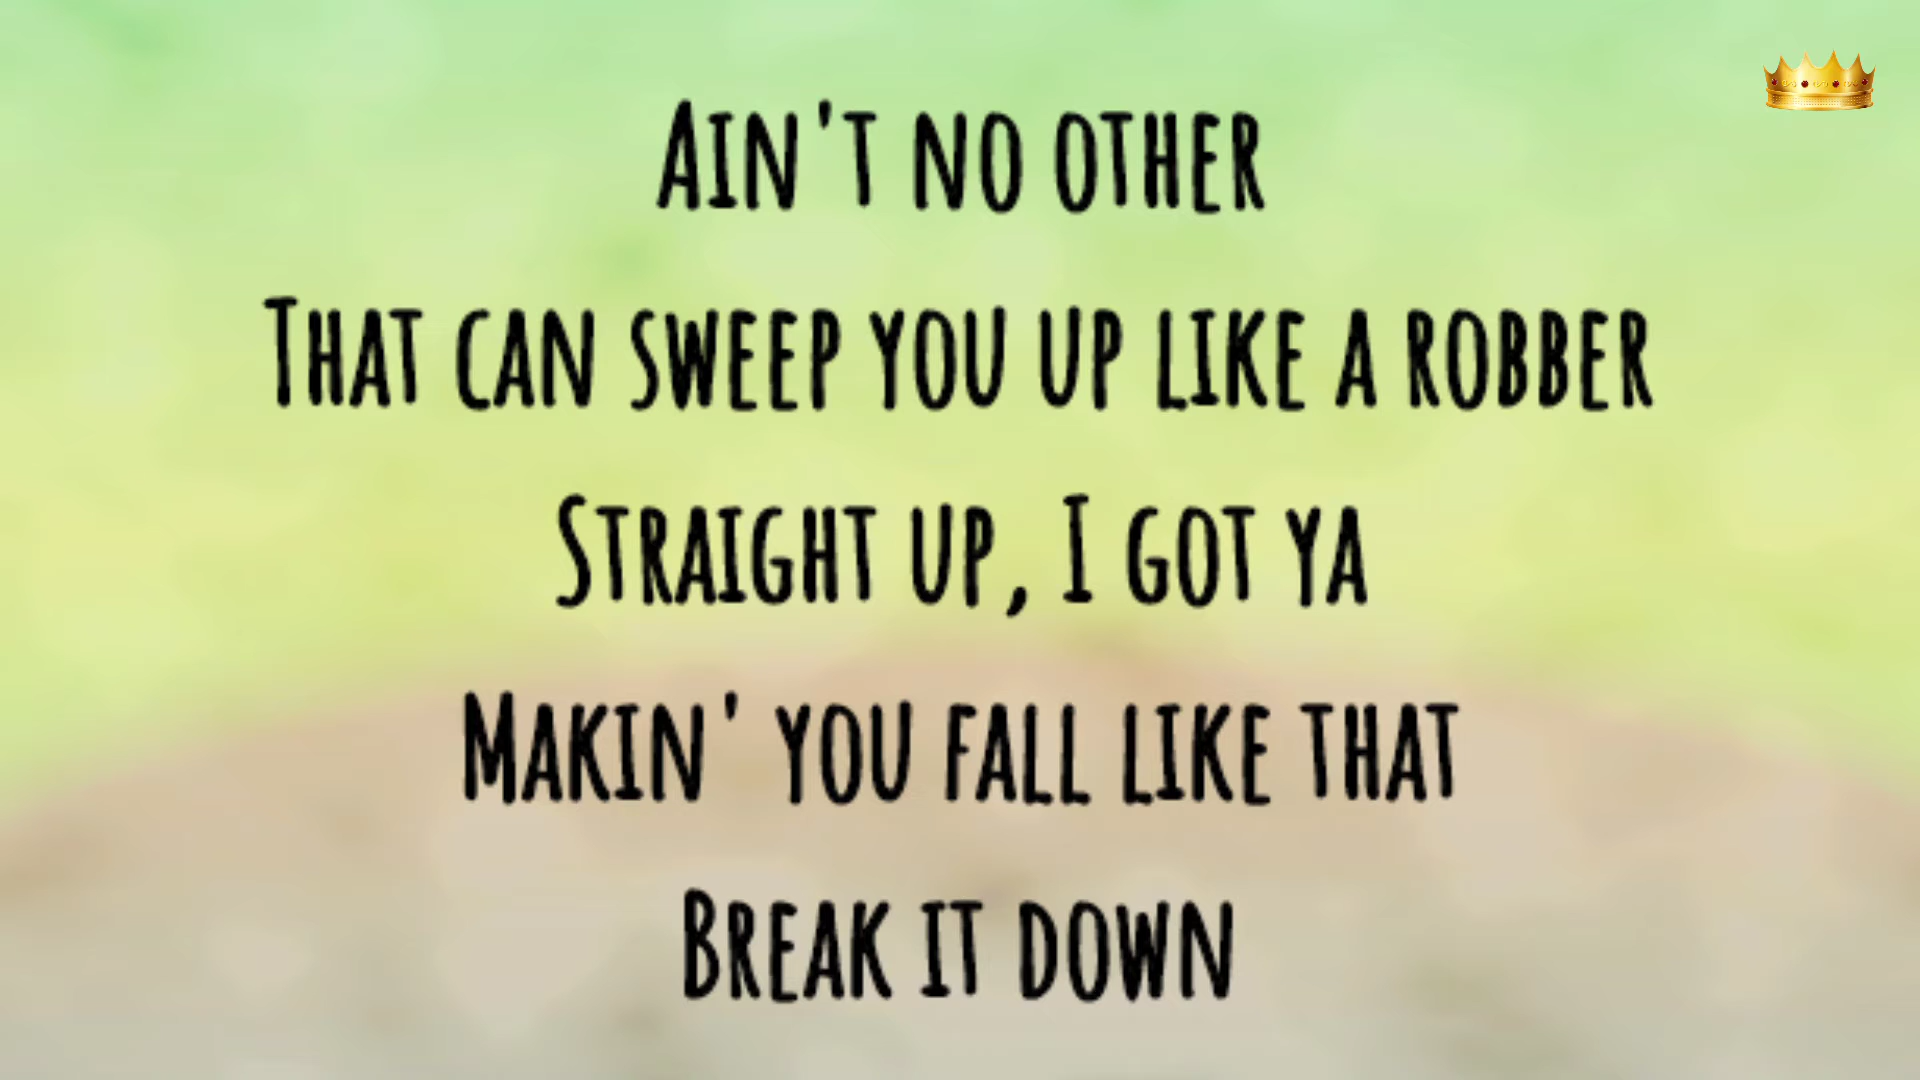 Ain't no other
That can sweep you up like a robber
Straight up, I got ya
Makin' you fall like that
Break it down